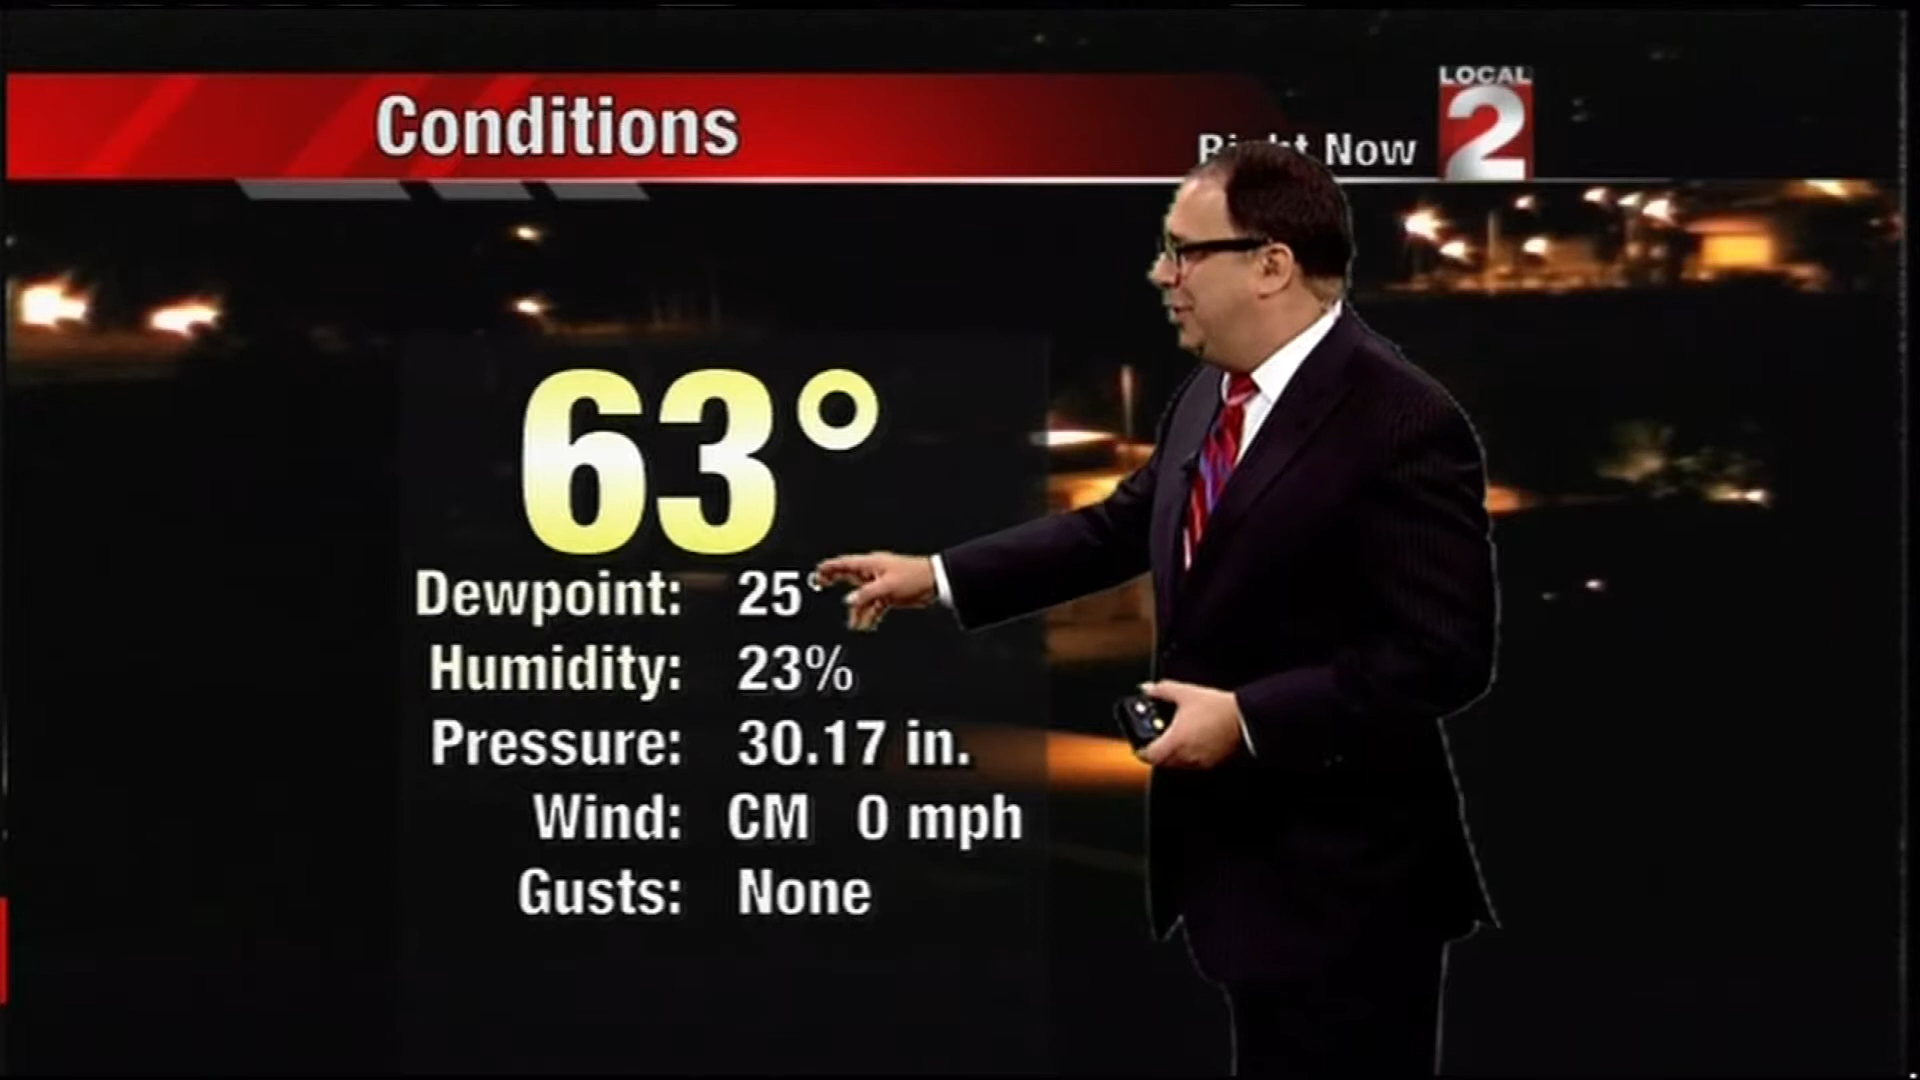 Conditions
Now
LOCAL
2
63°
Dewpoint: 25°
Humidity: 23%
Pressure: 30.17 in.
Wind: CM 0 mph
Gusts: None